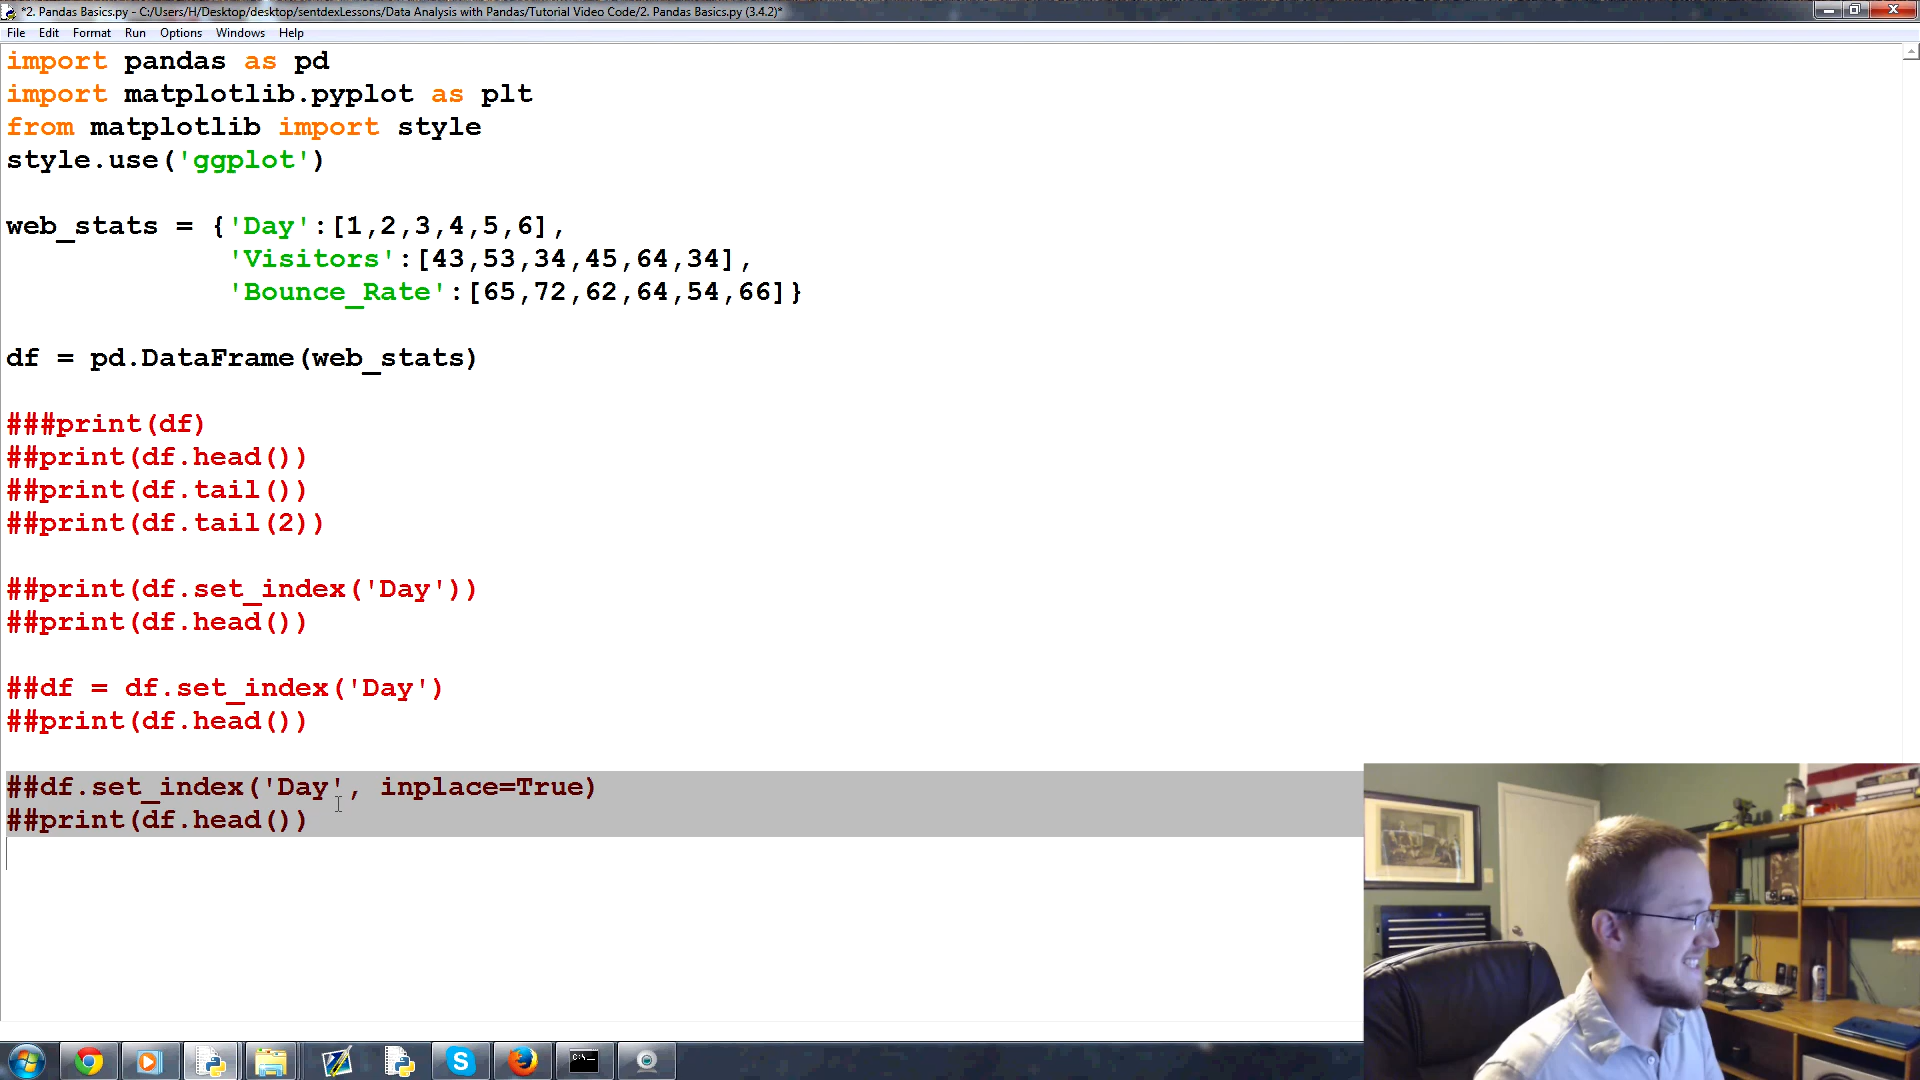 *2. Pandas Basics.py - C:/Users/H/Desktop/desktop/sentdexLessons/Data Analysis with Pandas/Tutorial Video Code/2. Pandas Basics.py (3.4.2)*
File Edit Format Run Options Windows Help
import pandas as pd
import matplotlib.pyplot as plt
from matplotlib import style
style.use('ggplot')
web_stats = {'Day':[1,2,3,4,5,6],
'Visitors':[43,53,34,45,64,34],
'Bounce_Rate':[65,72,62,64,54,66]}
df = pd.DataFrame(web_stats)
###print(df)
##print(df.head())
##print(df.tail())
##print(df.tail(2))
##print(df.set_index('Day'))
##print(df.head())
##df = df.set_index('Day')
##print(df.head())
##df.set_index('Day', inplace=True)
##print(df.head())